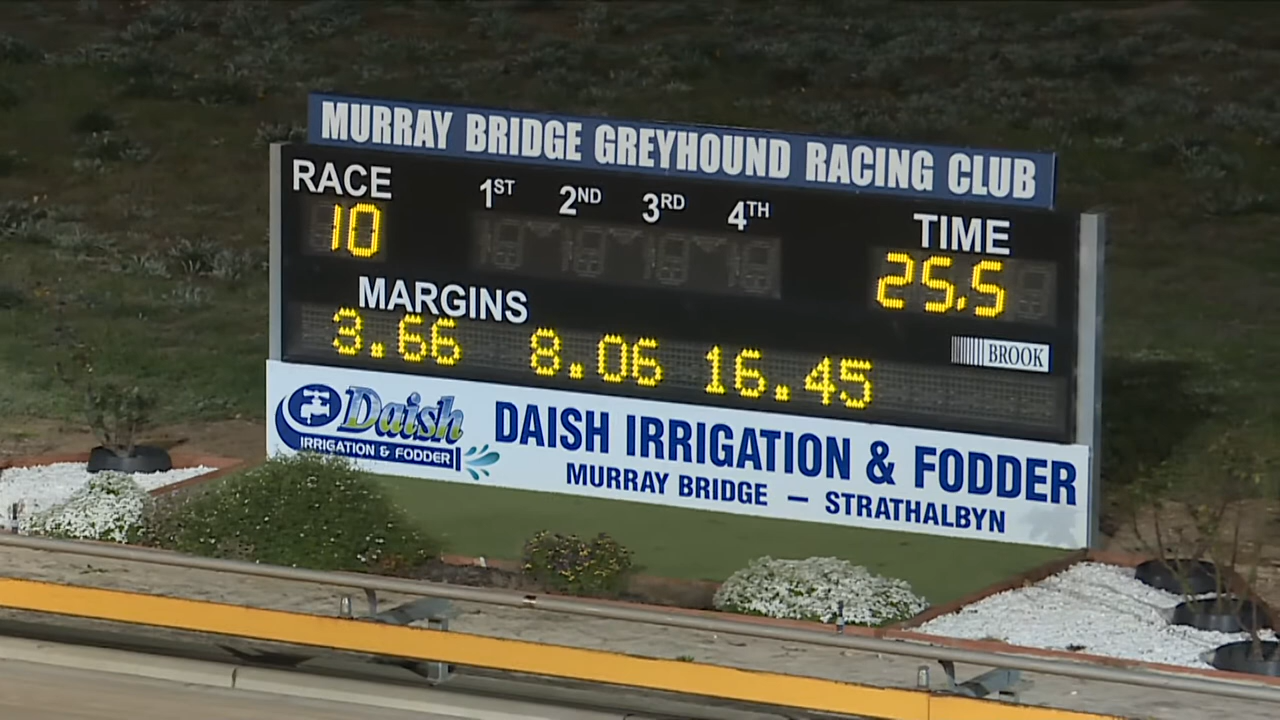 MURRAY BRIDGE GREYHOUND RACING CLUB
RACE 1ST 2ND 3RD 4TH TIME
10 25.5
MARGINS
3.66 8.06 16.45
BROOK
Daish
IRRIGATION & FODDER
DAISH IRRIGATION & FODDER
MURRAY BRIDGE – STRATHALBYN